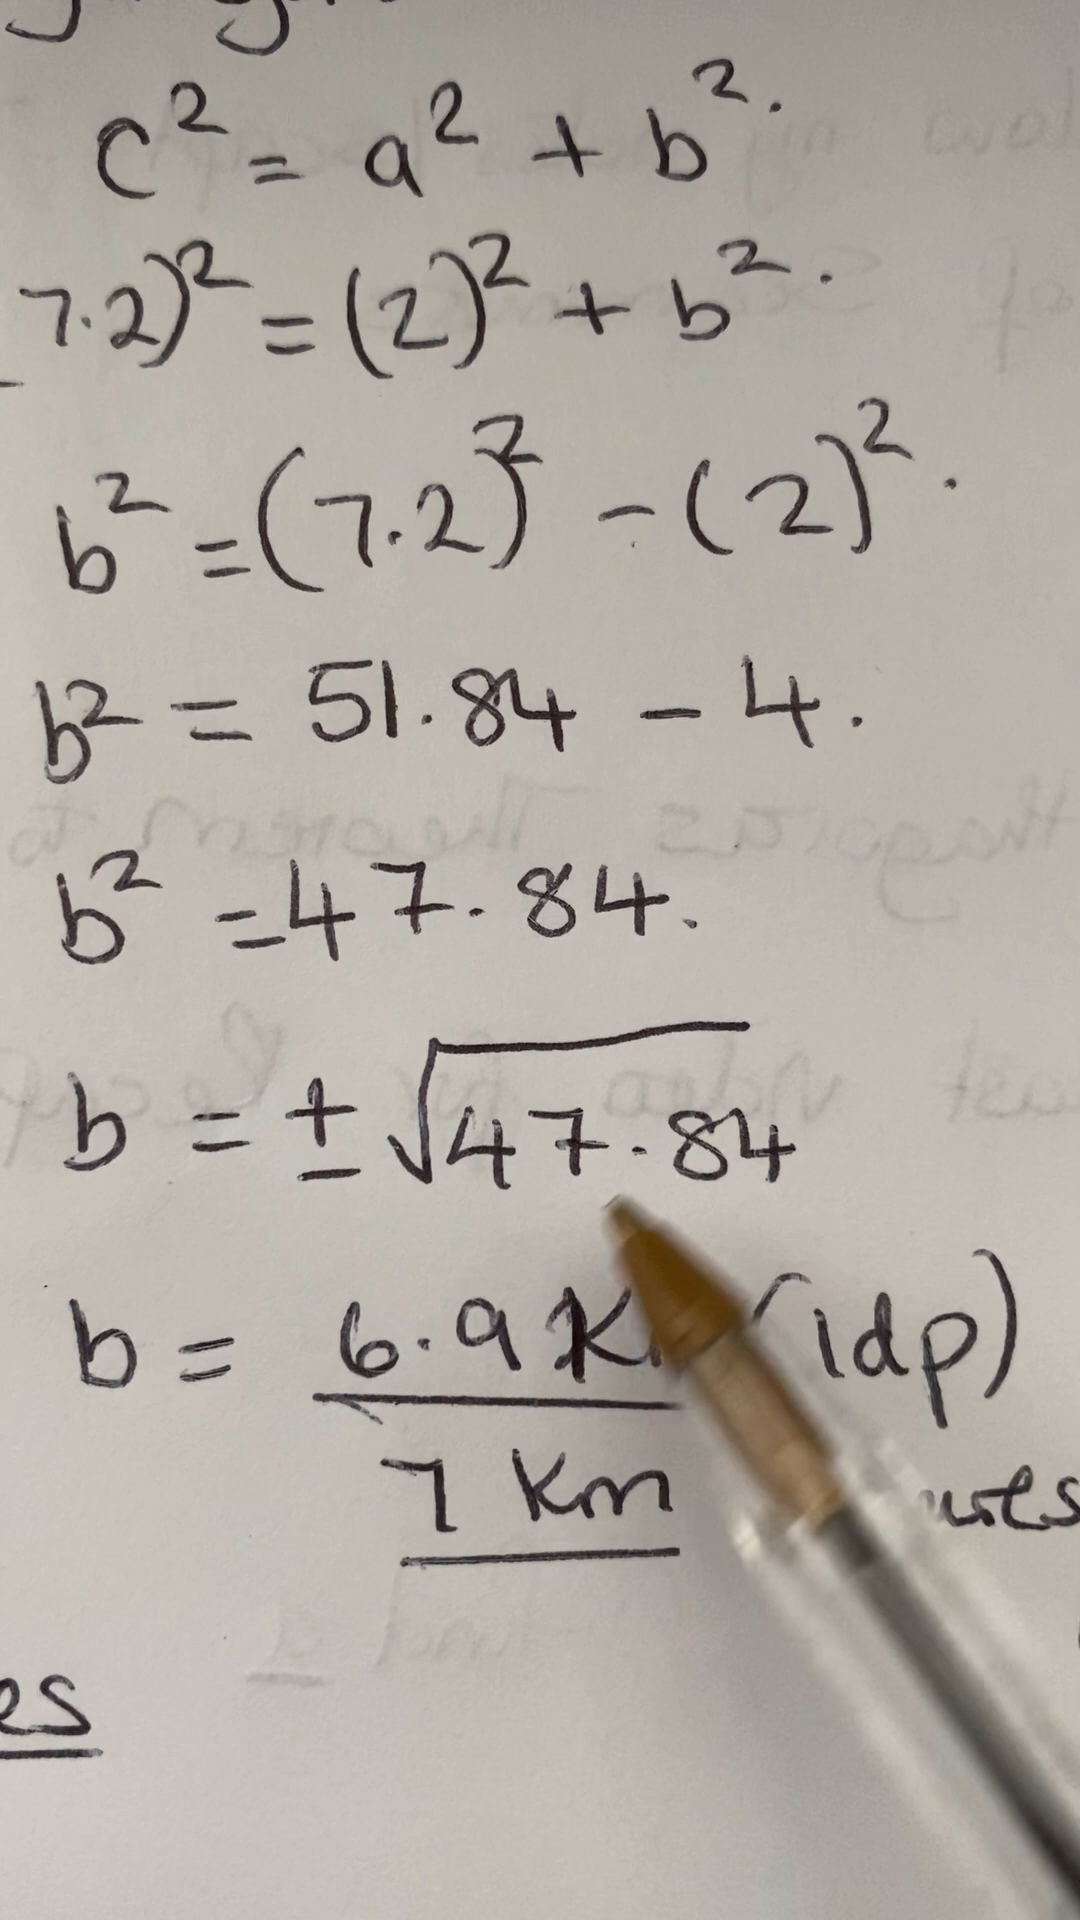 c² = a² + b².
7.2)² = (2)² + b².
b² = (7.2)² - (2)².
b² = 51.84 - 4.
b² = 47.84.
b = ± √47.84
b = 6.9 K (1dp)
7 Km
es